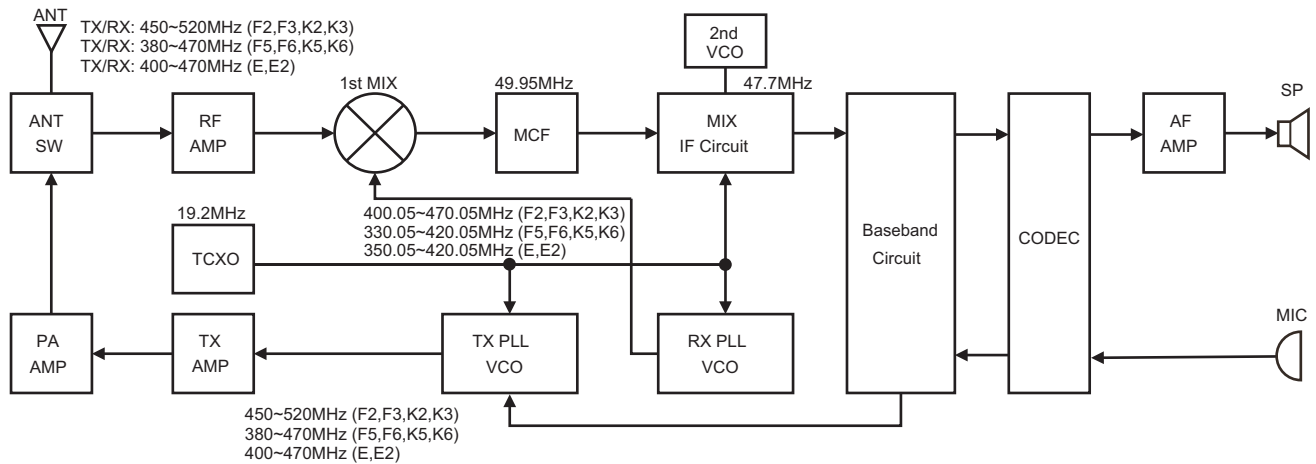 ANT
TX/RX: 450~520MHz (F2,F3,K2,K3)
TX/RX: 380~470MHz (F5,F6,K5,K6)
TX/RX: 400~470MHz (E,E2)
2nd
VCO
1st MIX
49.95MHz
47.7MHz
SP
ANT
SW
RF
AMP
MCF
MIX
IF Circuit
AF
AMP
19.2MHz
TCXO
400.05~470.05MHz (F2,F3,K2,K3)
330.05~420.05MHz (F5,F6,K5,K6)
350.05~420.05MHz (E,E2)
Baseband
Circuit
CODEC
PA
AMP
TX
AMP
TX PLL
VCO
RX PLL
VCO
MIC
450~520MHz (F2,F3,K2,K3)
380~470MHz (F5,F6,K5,K6)
400~470MHz (E,E2)